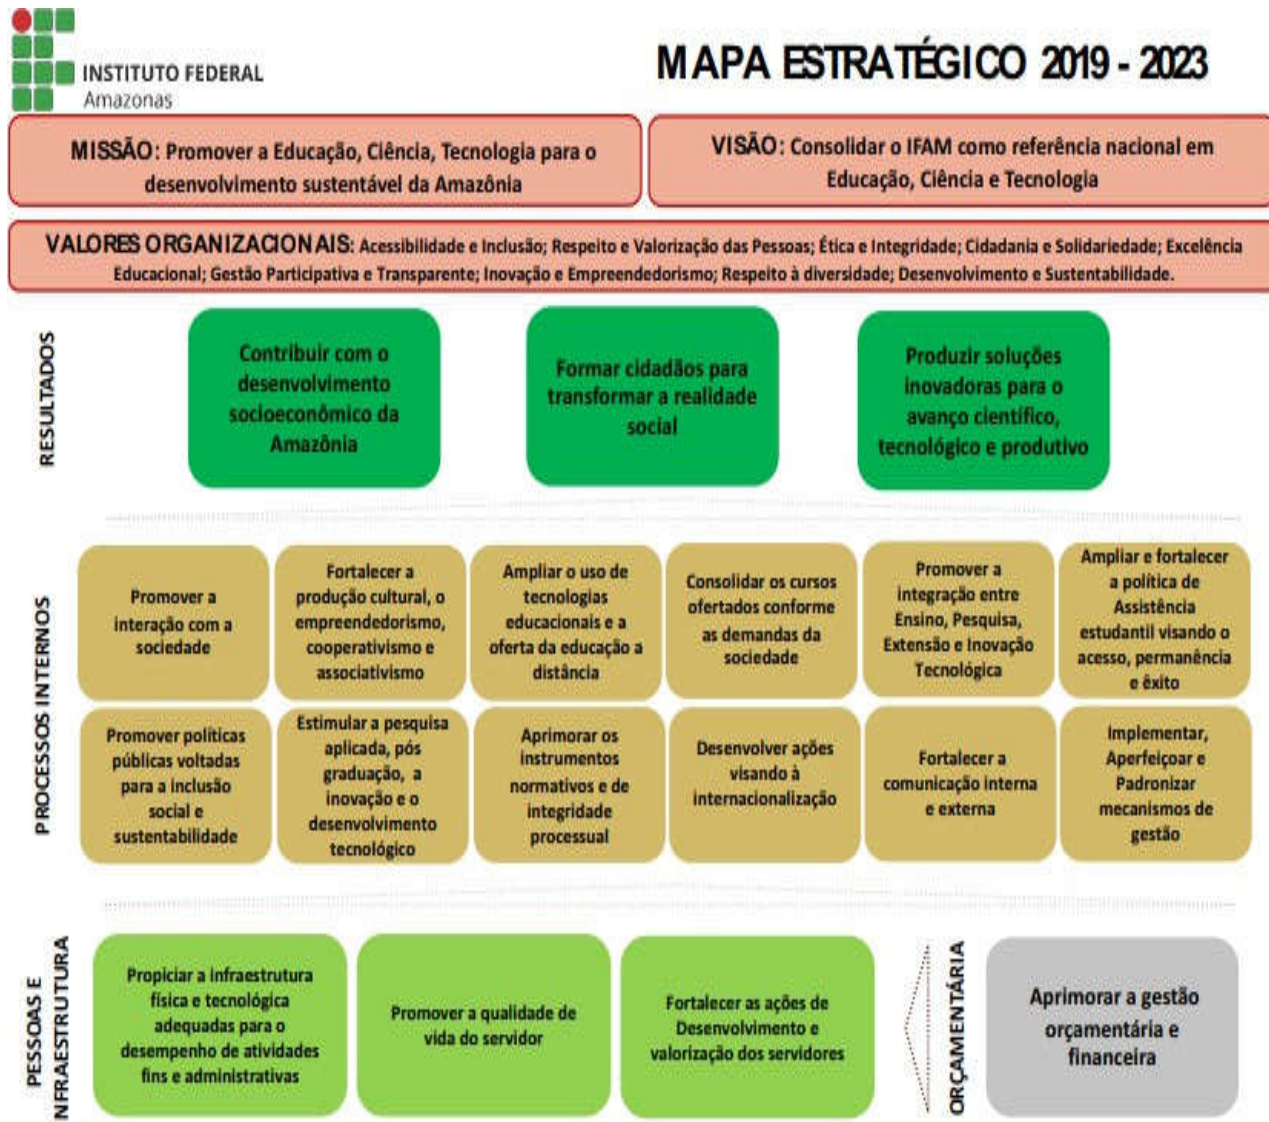 INSTITUTO FEDERAL
Amazonas
MAPA ESTRATÉGICO 2019 - 2023
MISSÃO: Promover a Educação, Ciência, Tecnologia para o
desenvolvimento sustentável da Amazônia
VISÃO: Consolidar o IFAM como referência nacional em
Educação, Ciência e Tecnologia
VALORES ORGANIZACIONAIS: Acessibilidade e Inclusão; Respeito e Valorização das Pessoas; Ética e Integridade; Cidadania e Solidariedade; Excelência
Educacional; Gestão Participativa e Transparente; Inovação e Empreendedorismo; Respeito à diversidade; Desenvolvimento e Sustentabilidade.
RESULTADOS
Contribuir com o
desenvolvimento
socioeconômico da
Amazônia
Formar cidadãos para
transformar a realidade
social
Produzir soluções
inovadoras para o
avanço científico,
tecnológico e produtivo
PROCESSOS INTERNOS
Promover a
interação com a
sociedade
Fortalecer a
produção cultural, o
empreendedorismo,
cooperativismo e
associativismo
Ampliar o uso de
tecnologias
educacionais e a
oferta da educação a
distância
Consolidar os cursos
ofertados conforme
as demandas da
sociedade
Promover a
integração entre
Ensino, Pesquisa,
Extensão e Inovação
Tecnológica
Ampliar e fortalecer
a política de
Assistência
estudantil visando o
acesso, permanência
e êxito
Promover políticas
públicas voltadas
para a inclusão
social e
sustentabilidade
Estimular a pesquisa
aplicada, pós
graduação, a
inovação e o
desenvolvimento
tecnológico
Aprimorar os
instrumentos
normativos e de
integridade
processual
Desenvolver ações
visando à
internacionalização
Fortalecer a
comunicação interna
e externa
Implementar,
Aperfeiçoar e
Padronizar
mecanismos de
gestão
PESSOAS E
NFRAESTRUTURA
Propiciar a infraestrutura
física e tecnológica
adequadas para o
desempenho de atividades
fins e administrativas
Promover a qualidade de
vida do servidor
Fortalecer as ações de
Desenvolvimento e
valorização dos servidores
ORÇAMENTÁRIA
Aprimorar a gestão
orçamentária e
financeira